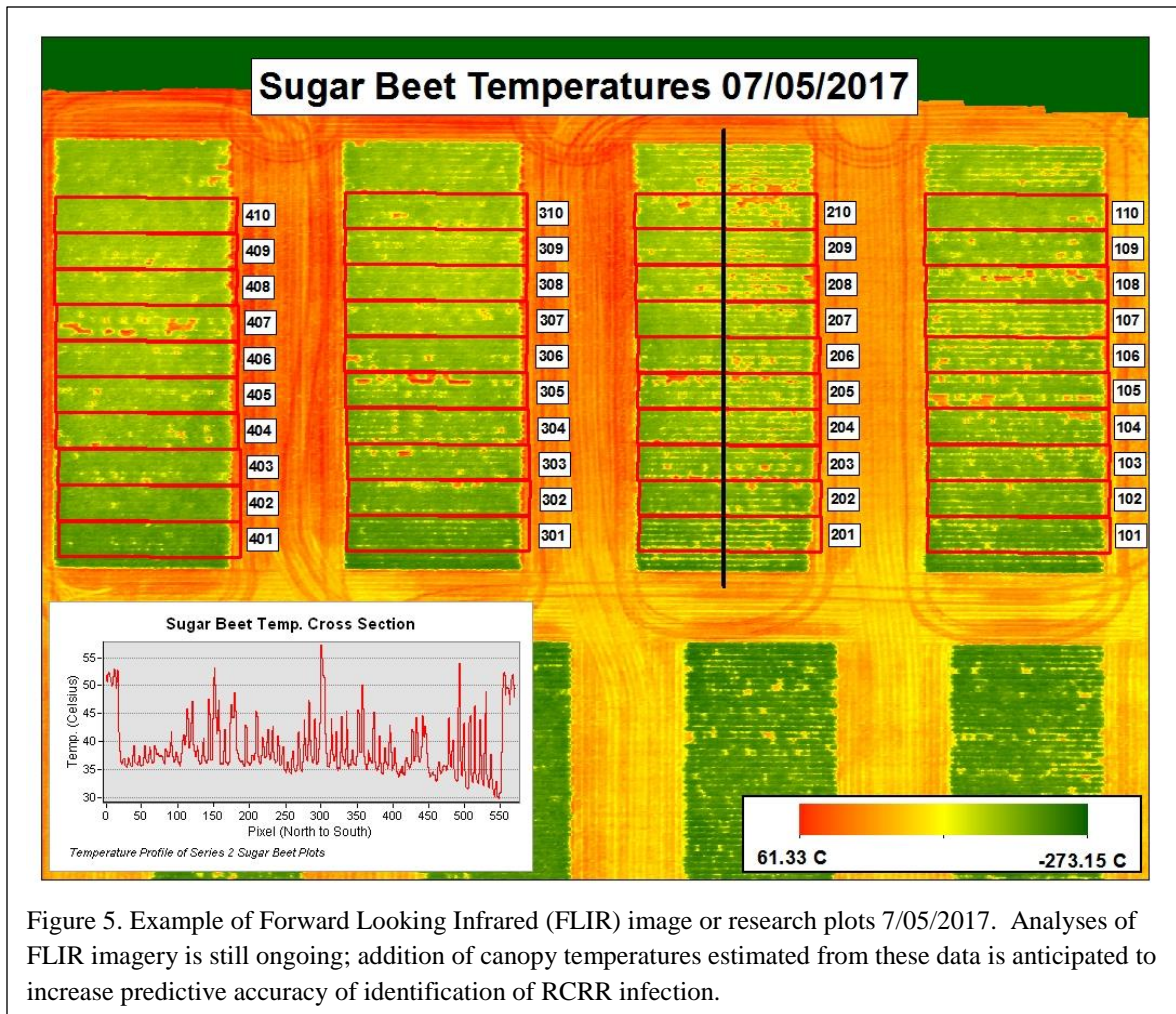 Sugar Beet Temperatures 07/05/2017
410 310 210 110
409 309 209 109
408 308 208 108
407 307 207 107
406 306 206 106
405 305 205 105
404 304 204 104
403 303 203 103
402 302 202 102
401 301 201 101
Sugar Beet Temp. Cross Section
Temp. (Celsius)
55
50
45
40
35
30
0 50 100 150 200 250 300 350 400 450 500 550
Pixel (North to South)
Temperature Profile of Series 2 Sugar Beet Plots
61.33 C -273.15 C
Figure 5. Example of Forward Looking Infrared (FLIR) image or research plots 7/05/2017. Analyses of
FLIR imagery is still ongoing; addition of canopy temperatures estimated from these data is anticipated to
increase predictive accuracy of identification of RCRR infection.